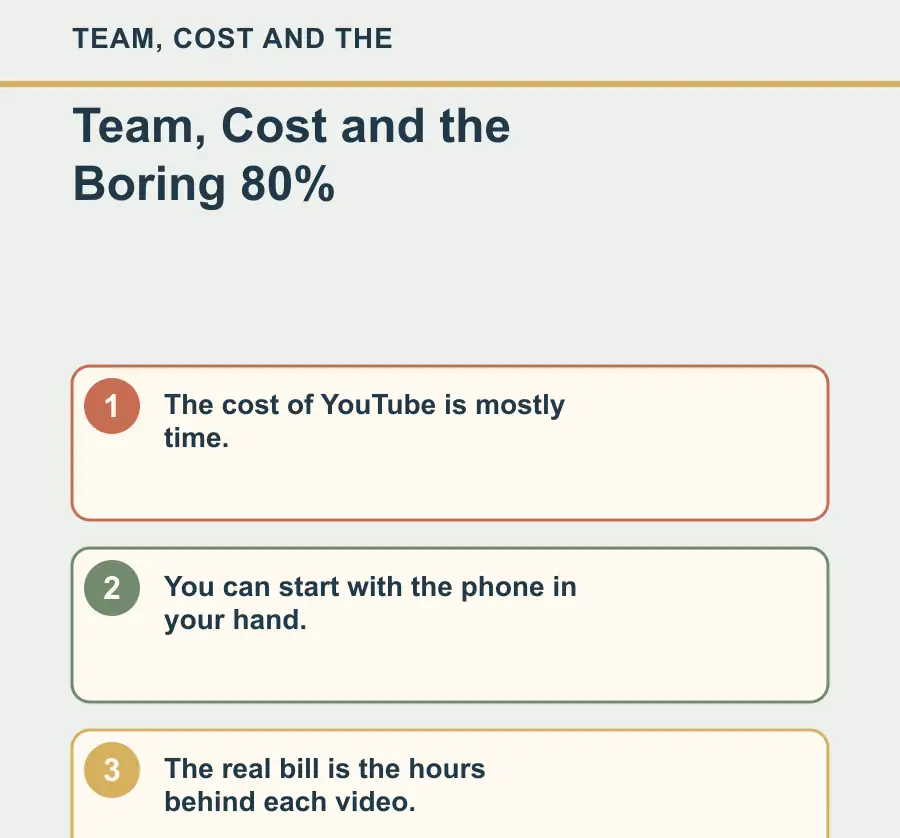 TEAM, COST AND THE
Team, Cost and the
Boring 80%
1
The cost of YouTube is mostly
time.
2
You can start with the phone in
your hand.
3
The real bill is the hours
behind each video.